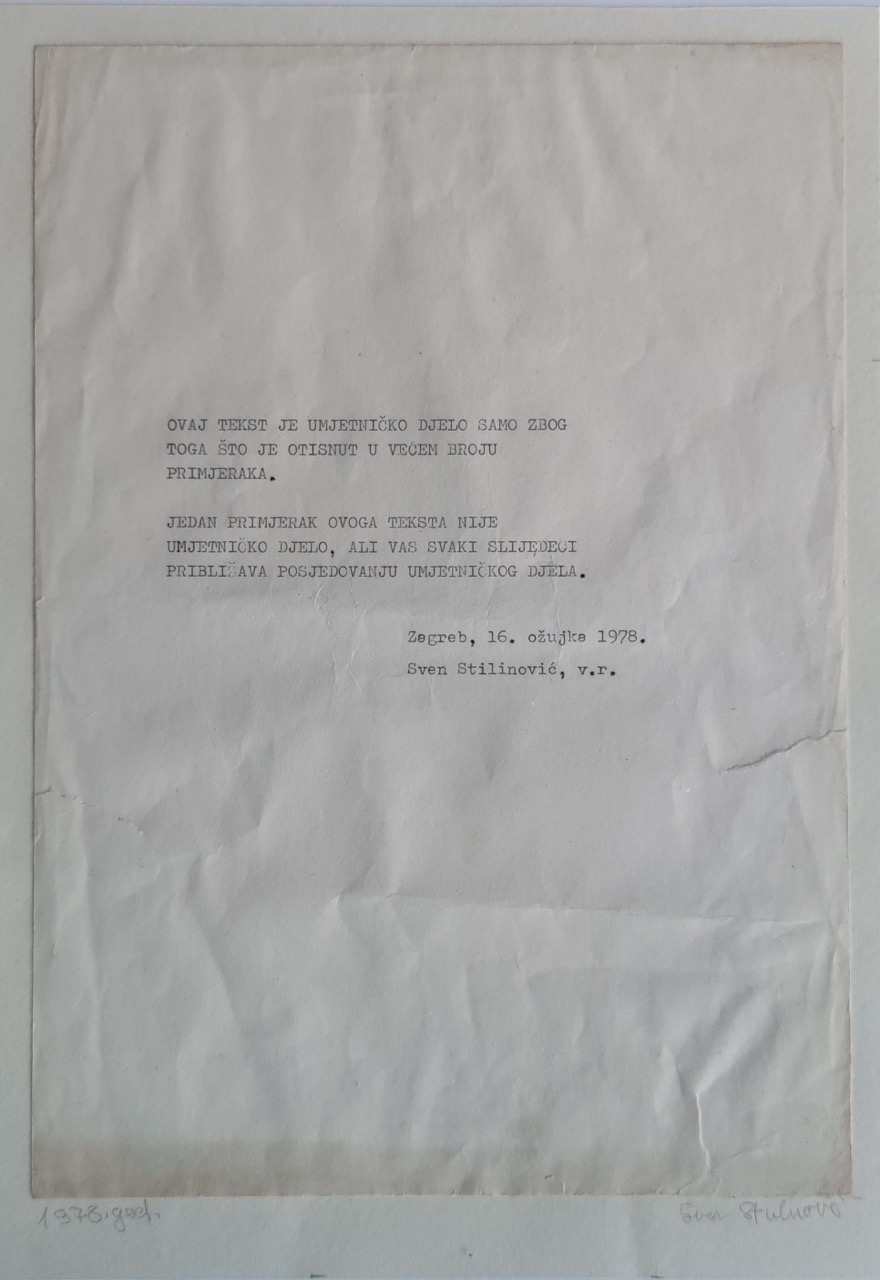 OVAJ TEKST JE UMJETNIČKO DJELO SAMO ZBOG
TOGA ŠTO JE OTISNUT U VEĆEM BROJU
PRIMJERAKA.
JEDAN PRIMJERAK OVOGA TEKSTA NIJE
UMJETNIČKO DJELO, ALI VAS SVAKI SLIJEDEĆI
PRIBLIŽAVA POSJEDOVANJU UMJETNIČKOG DJELA.
Zagreb, 16. ožujka 1978.
Sven Stilinović, v.r.
1978.god.
Sven Stilinović